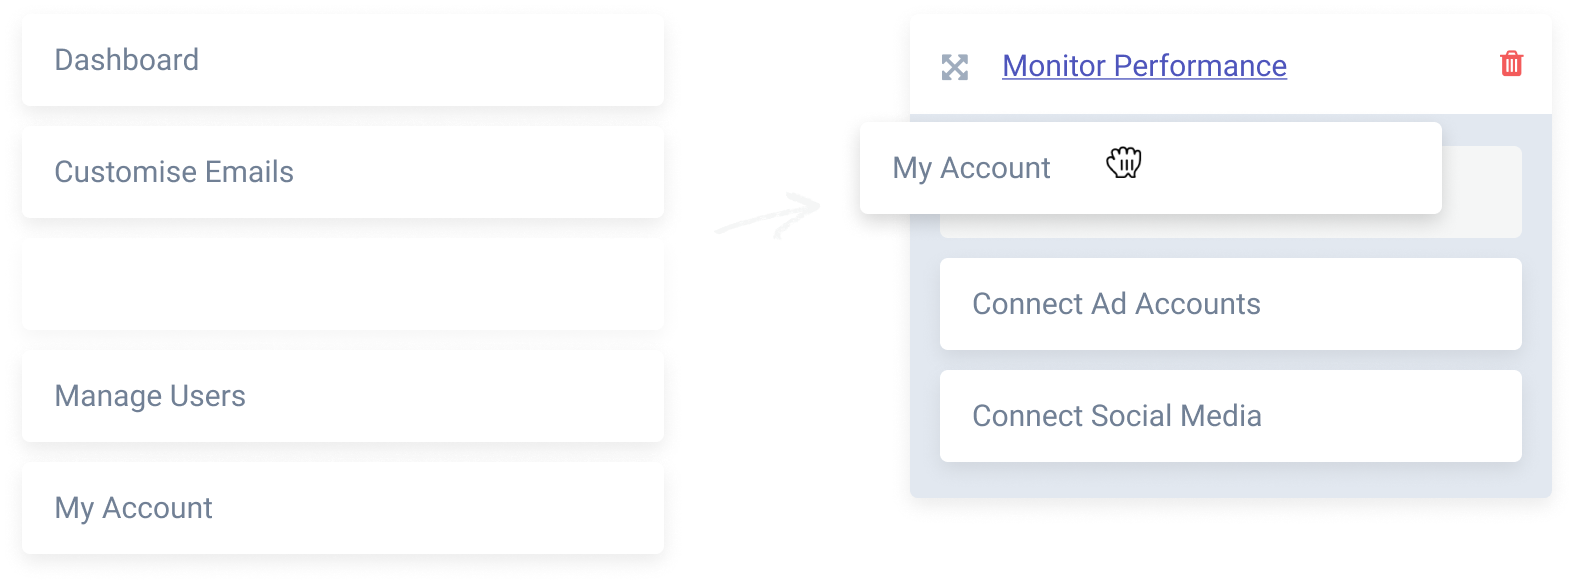 Dashboard
Customise Emails
Manage Users
My Account
Monitor Performance
My Account
Connect Ad Accounts
Connect Social Media